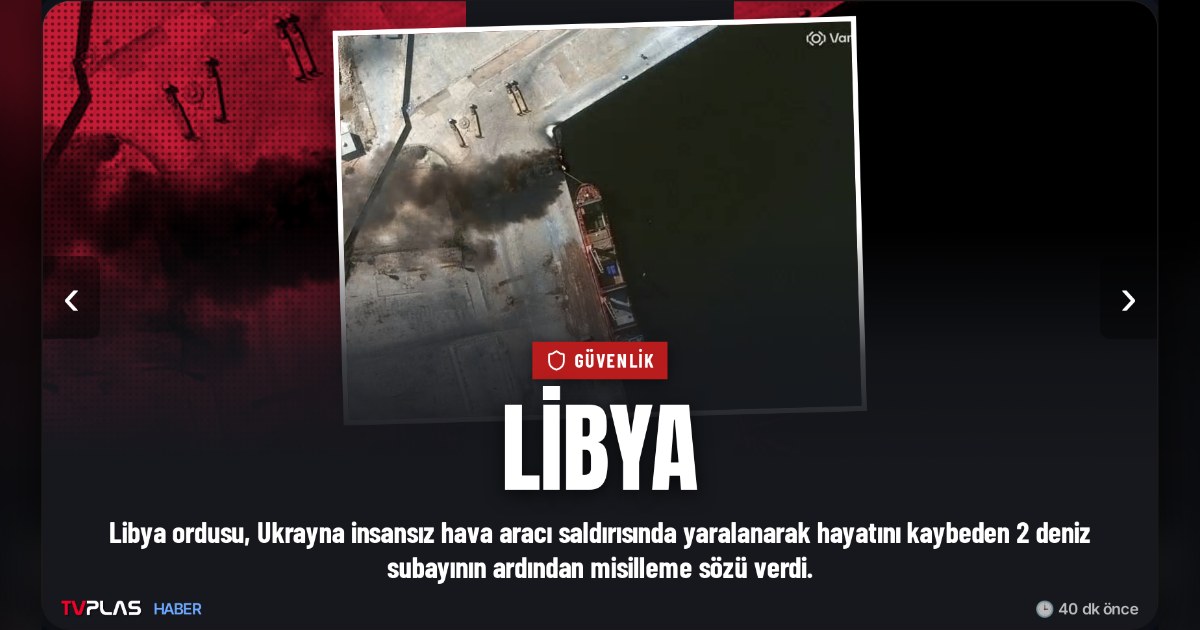 GÜVENLİK
LİBYA
Libya ordusu, Ukrayna insansız hava aracı saldırısında yaralanarak hayatını kaybeden 2 deniz
subayının ardından misilleme sözü verdi.
TVPLAS HABER
40 dk önce